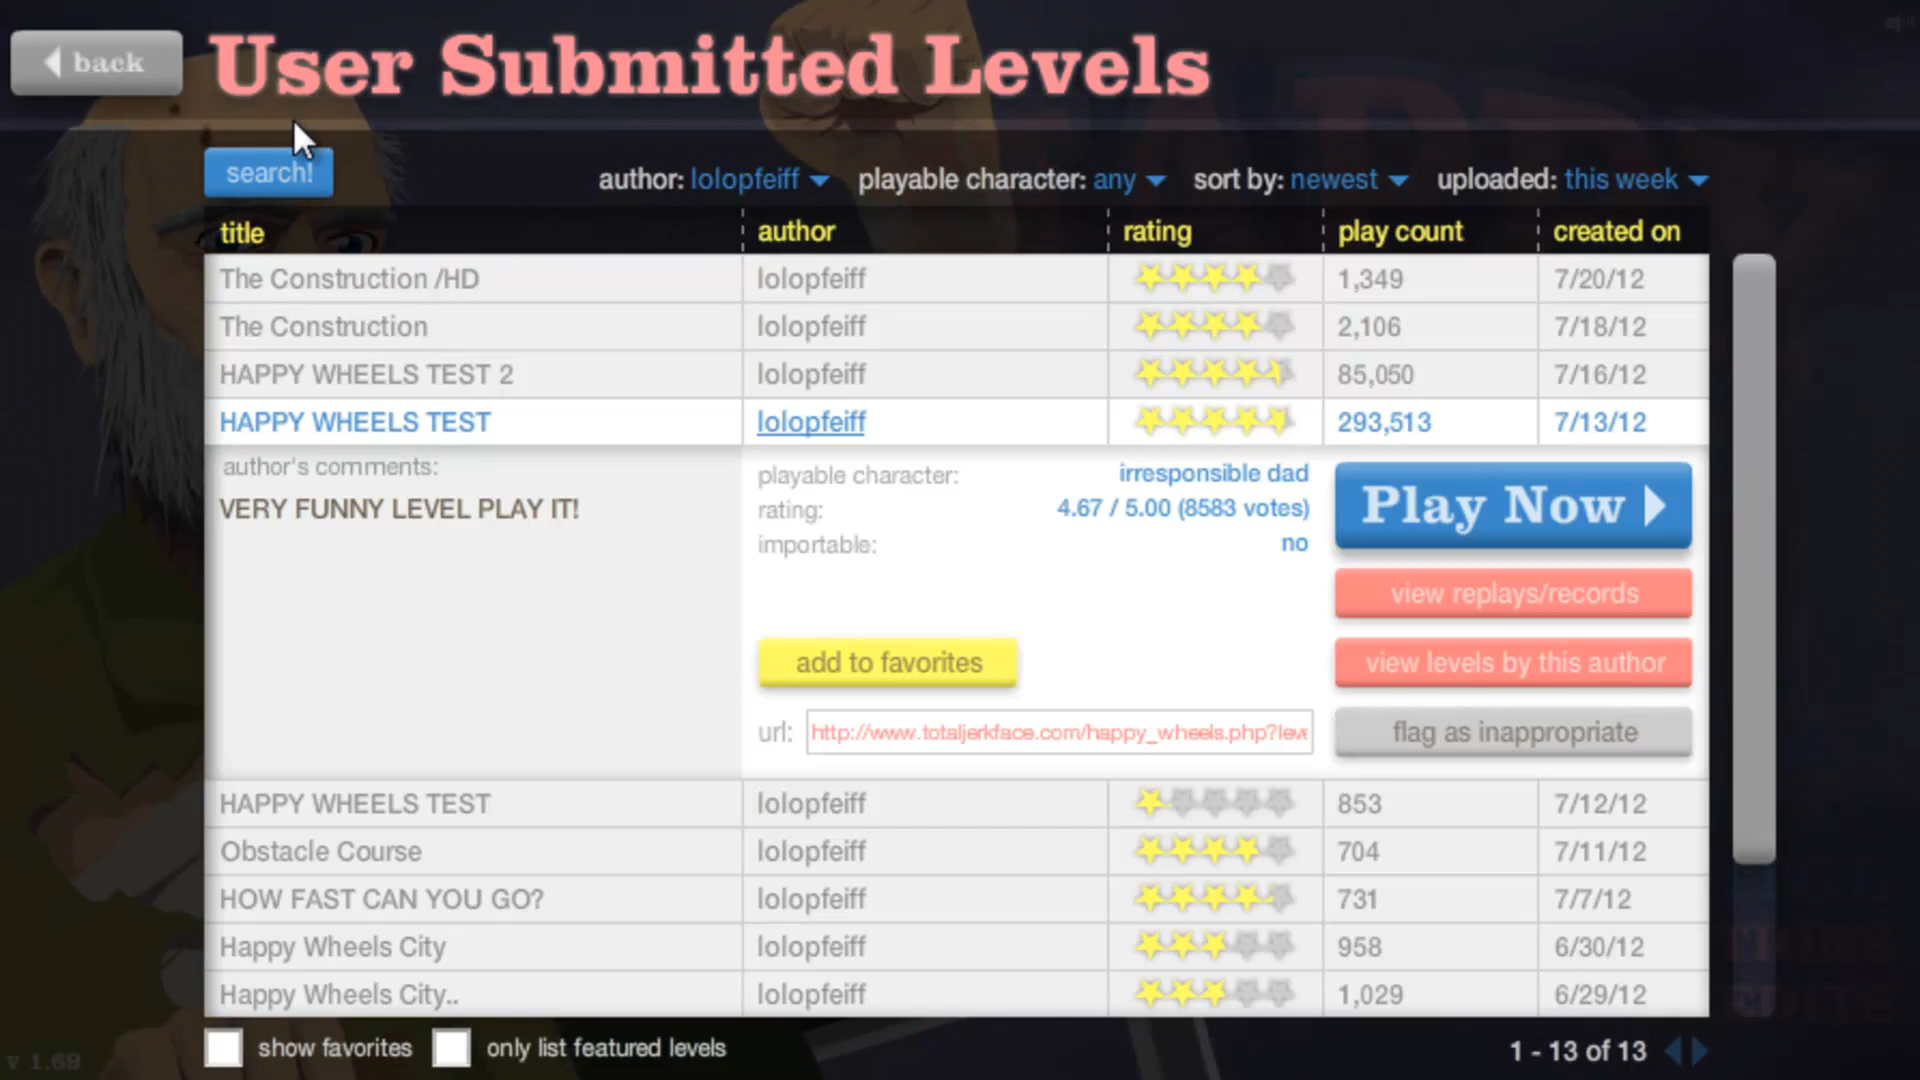 back
User Submitted Levels
search!
author: lolopfeiff playable character: any sort by: newest uploaded: this week
title author rating play count created on
The Construction /HD lolopfeiff 1,349 7/20/12
The Construction lolopfeiff 2,106 7/18/12
HAPPY WHEELS TEST 2 lolopfeiff 85,050 7/16/12
HAPPY WHEELS TEST lolopfeiff 293,513 7/13/12
author's comments:
VERY FUNNY LEVEL PLAY IT!
playable character: irresponsible dad
rating: 4.67 / 5.00 (8583 votes)
importable: no
Play Now
view replays/records
add to favorites
view levels by this author
url: http://www.totaljerkface.com/happy_wheels.php?leve
flag as inappropriate
HAPPY WHEELS TEST lolopfeiff 853 7/12/12
Obstacle Course lolopfeiff 704 7/11/12
HOW FAST CAN YOU GO? lolopfeiff 731 7/7/12
Happy Wheels City lolopfeiff 958 6/30/12
Happy Wheels City.. lolopfeiff 1,029 6/29/12
show favorites only list featured levels
1 - 13 of 13
v 1.69